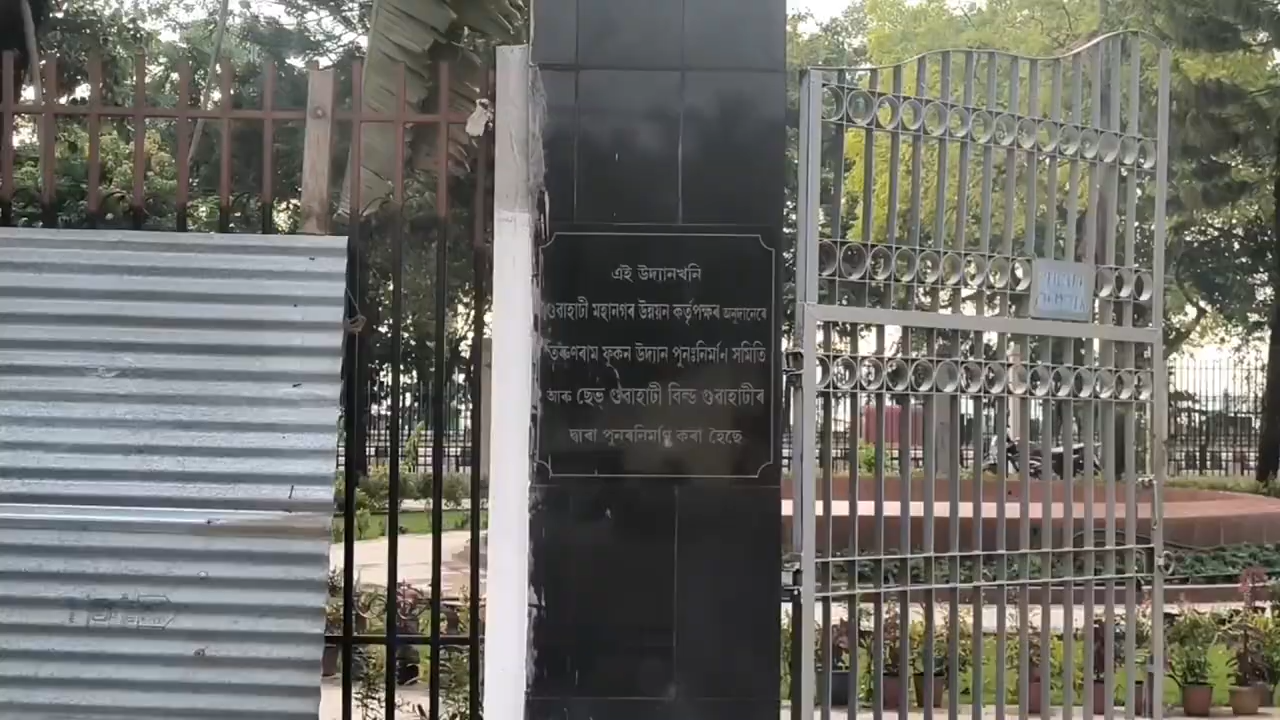 এই উদ্যানখনি
গুৱাহাটী মহানগৰ উন্নয়ন কৰ্তৃপক্ষৰ অনুদানেৰে
তৰুণৰাম ফুকন উদ্যান পুনঃনিৰ্মাণ সমিতি
আৰু ছেভ্ গুৱাহাটী বিল্ড গুৱাহাটীৰ
দ্বাৰা পুনৰনিৰ্মাণ কৰা হৈছে